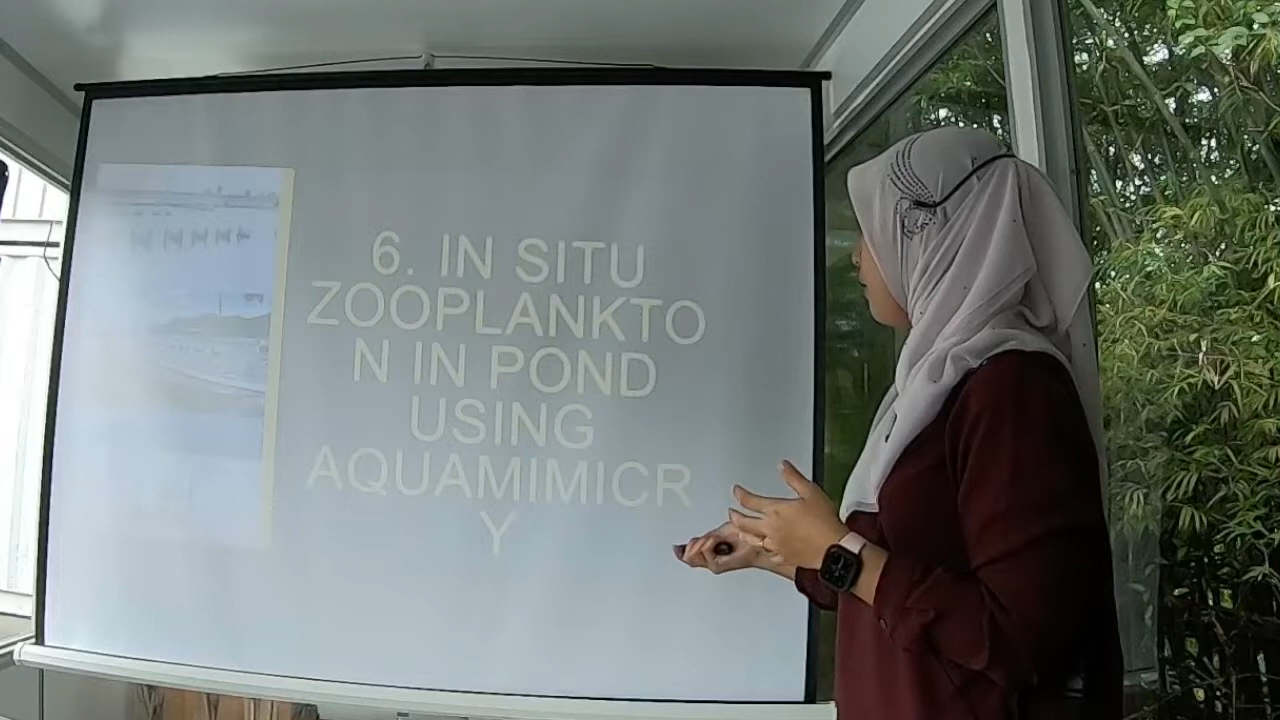 6. IN SITU
ZOOPLANKTO
N IN POND
USING
AQUAMIMICR
Y